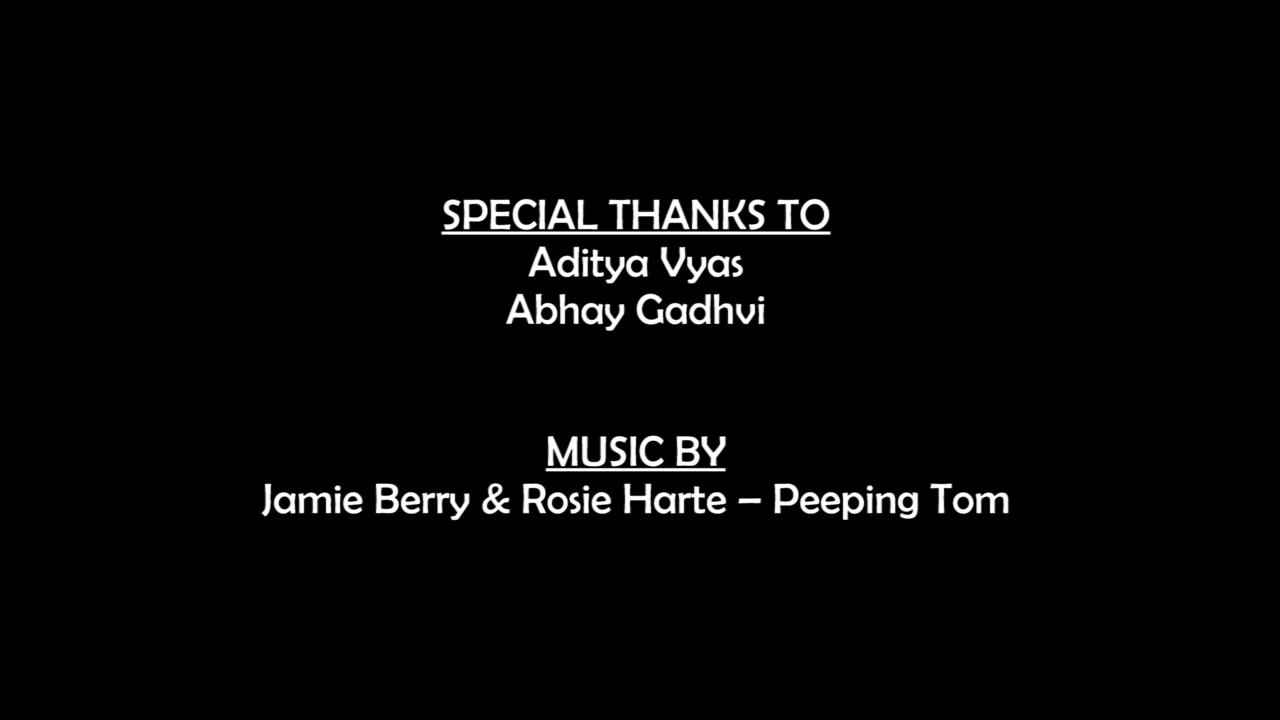 SPECIAL THANKS TO
Aditya Vyas
Abhay Gadhvi
MUSIC BY
Jamie Berry & Rosie Harte – Peeping Tom